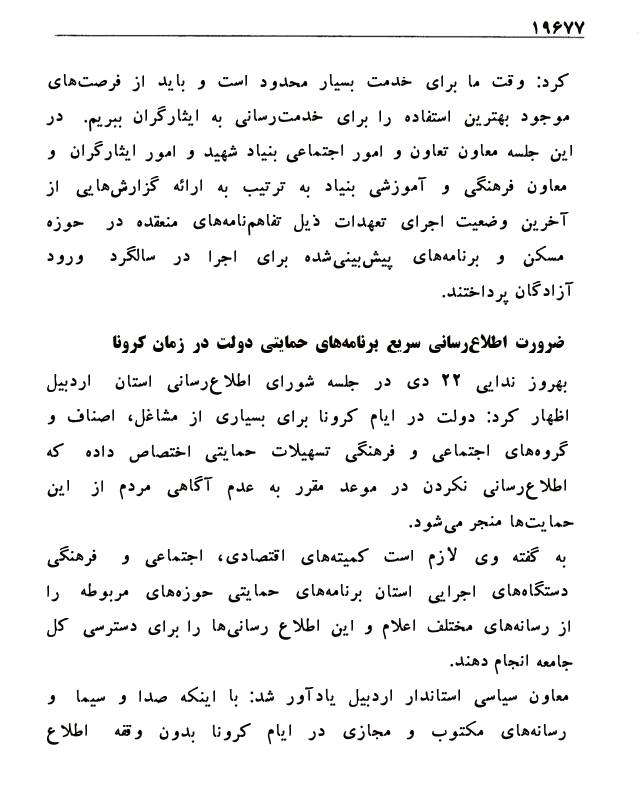 ۱۹۶۷۷
کرد: وقت ما برای خدمت بسیار محدود است و باید از فرصت‌های
موجود بهترین استفاده را برای خدمت‌رسانی به ایثارگران ببریم. در
این جلسه معاون تعاون و امور اجتماعی بنیاد شهید و امور ایثارگران و
معاون فرهنگی و آموزشی بنیاد به ترتیب به ارائه گزارش‌هایی از
آخرین وضعیت اجرای تعهدات ذیل تفاهم‌نامه‌های منعقده در حوزه
مسکن و برنامه‌های پیش‌بینی‌شده برای اجرا در سالگرد ورود
آزادگان پرداختند.
ضرورت اطلاع‌رسانی سریع برنامه‌های حمایتی دولت در زمان کرونا
بهروز ندایی ۲۲ دی در جلسه شورای اطلاع‌رسانی استان اردبیل
اظهار کرد: دولت در ایام کرونا برای بسیاری از مشاغل، اصناف و
گروه‌های اجتماعی و فرهنگی تسهیلات حمایتی اختصاص داده که
اطلاع‌رسانی نکردن در موعد مقرر به عدم آگاهی مردم از این
حمایت‌ها منجر می‌شود.
به گفته وی لازم است کمیته‌های اقتصادی، اجتماعی و فرهنگی
دستگاه‌های اجرایی استان برنامه‌های حمایتی حوزه‌های مربوطه را
از رسانه‌های مختلف اعلام و این اطلاع رسانی‌ها را برای دسترسی کل
جامعه انجام دهند.
معاون سیاسی استاندار اردبیل یادآور شد: با اینکه صدا و سیما و
رسانه‌های مکتوب و مجازی در ایام کرونا بدون وقفه اطلاع